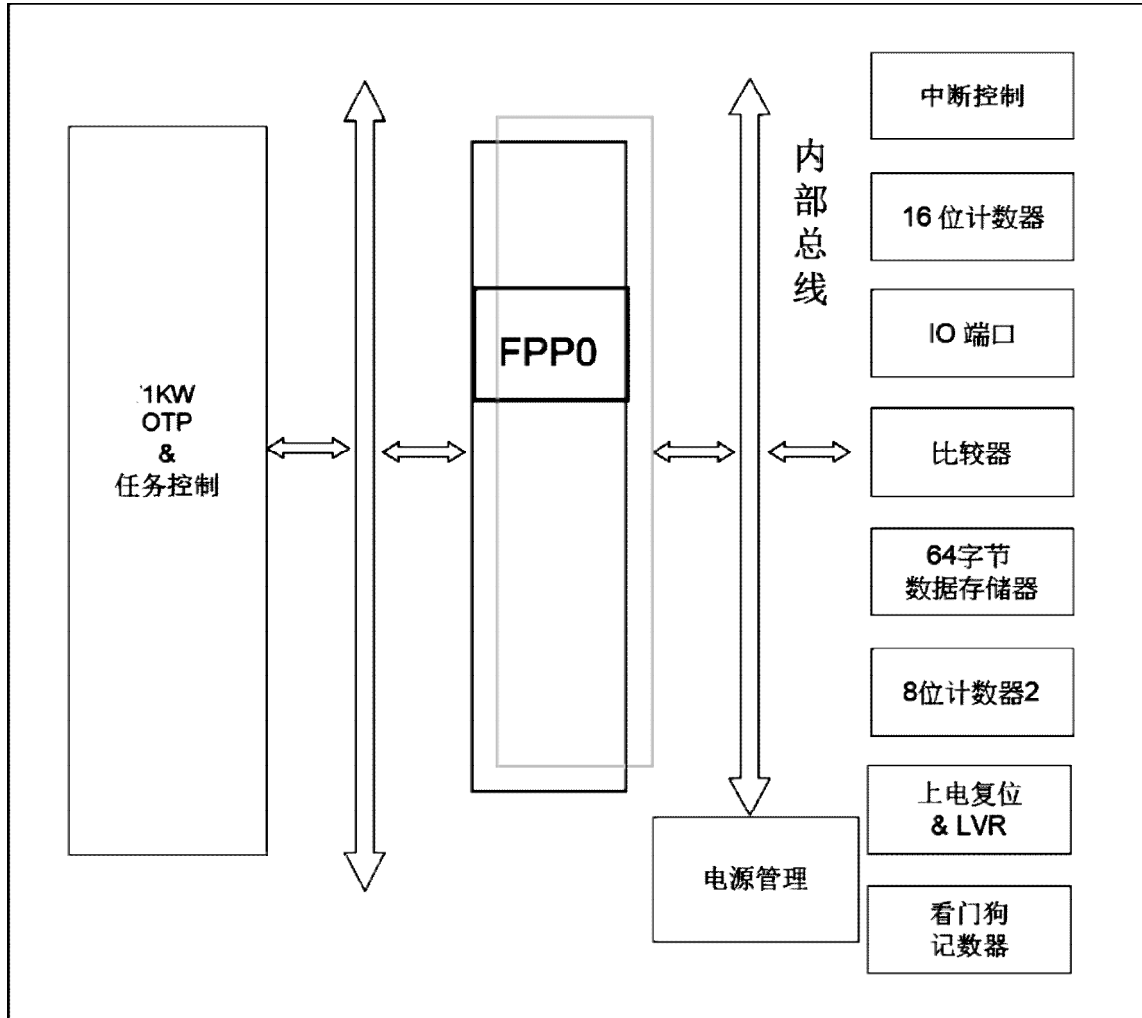 1KW
OTP
&
任务控制
FPP0
内
部
总
线
中断控制
16 位计数器
IO 端口
比较器
64字节
数据存储器
8位计数器2
上电复位
& LVR
电源管理
看门狗
记数器